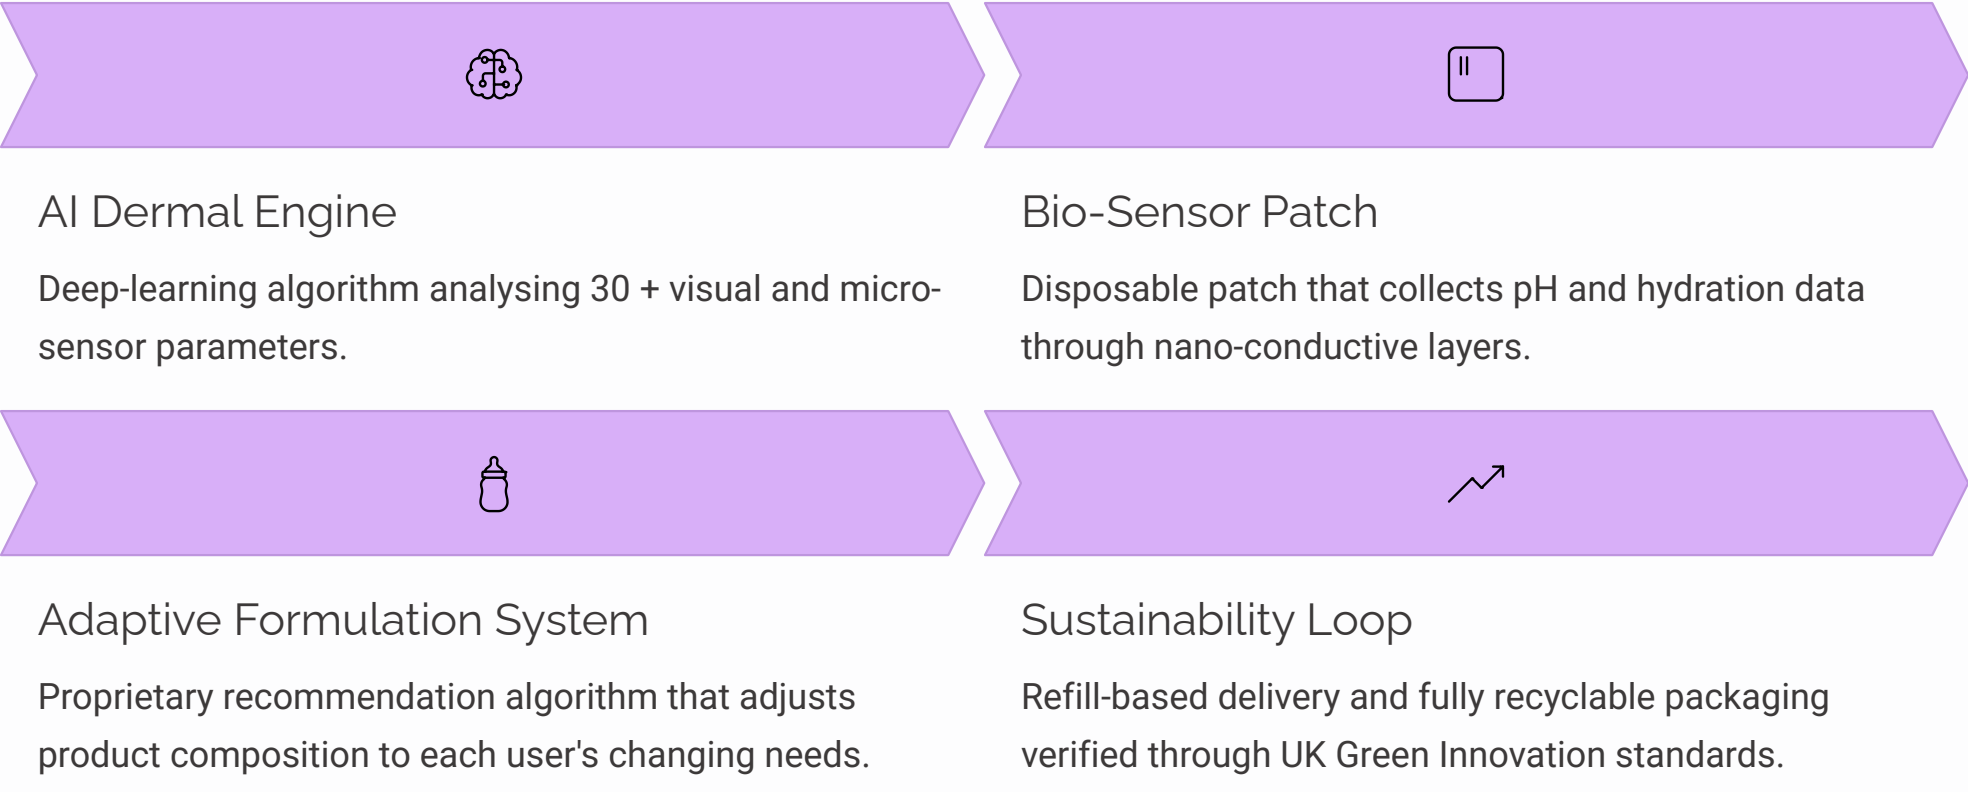 AI Dermal Engine
Deep-learning algorithm analysing 30 + visual and micro-
sensor parameters.
Bio-Sensor Patch
Disposable patch that collects pH and hydration data
through nano-conductive layers.
Adaptive Formulation System
Proprietary recommendation algorithm that adjusts
product composition to each user's changing needs.
Sustainability Loop
Refill-based delivery and fully recyclable packaging
verified through UK Green Innovation standards.